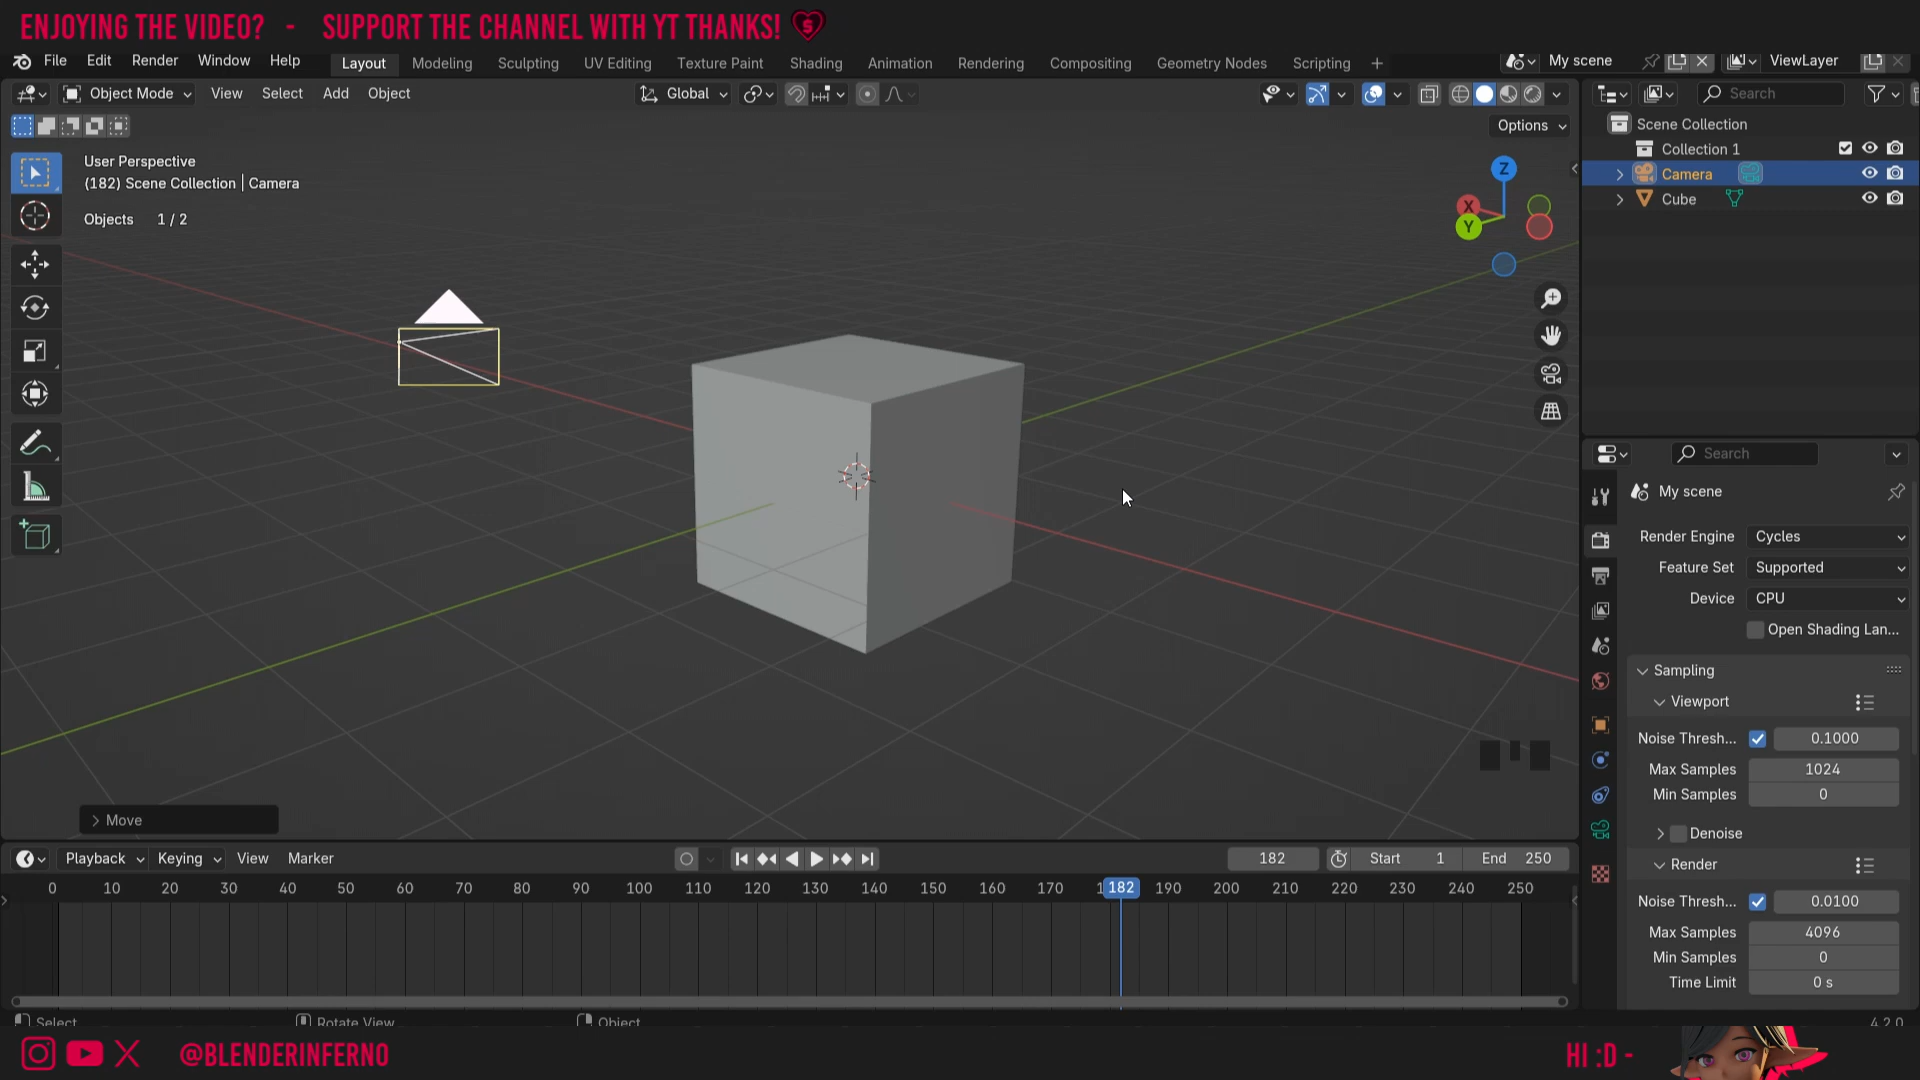 ENJOYING THE VIDEO? - SUPPORT THE CHANNEL WITH YT THANKS!
File Edit Render Window Help Layout Modeling Sculpting UV Editing Texture Paint Shading Animation Rendering Compositing Geometry Nodes Scripting + My scene ViewLayer
Object Mode View Select Add Object Global Search
Options
User Perspective
(182) Scene Collection | Camera
Objects 1 / 2
Z
X
Y
Scene Collection
Collection 1
Camera
Cube
Search
My scene
Render Engine Cycles
Feature Set Supported
Device CPU
Open Shading Lan...
Sampling
Viewport
Noise Thresh... 0.1000
Max Samples 1024
Min Samples 0
Denoise
Render
Noise Thresh... 0.0100
Max Samples 4096
Min Samples 0
Time Limit 0 s
Move
Playback Keying View Marker 182 Start 1 End 250
0 10 20 30 40 50 60 70 80 90 100 110 120 130 140 150 160 170 182 190 200 210 220 230 240 250
Select Rotate View Object 4.2.0
@BLENDERINFERNO
HI :D -